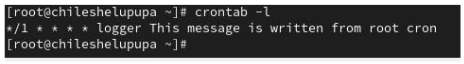 [root@chileshelupupa ~]# crontab -l
*/1 * * * * logger This message is written from root cron
[root@chileshelupupa ~]#